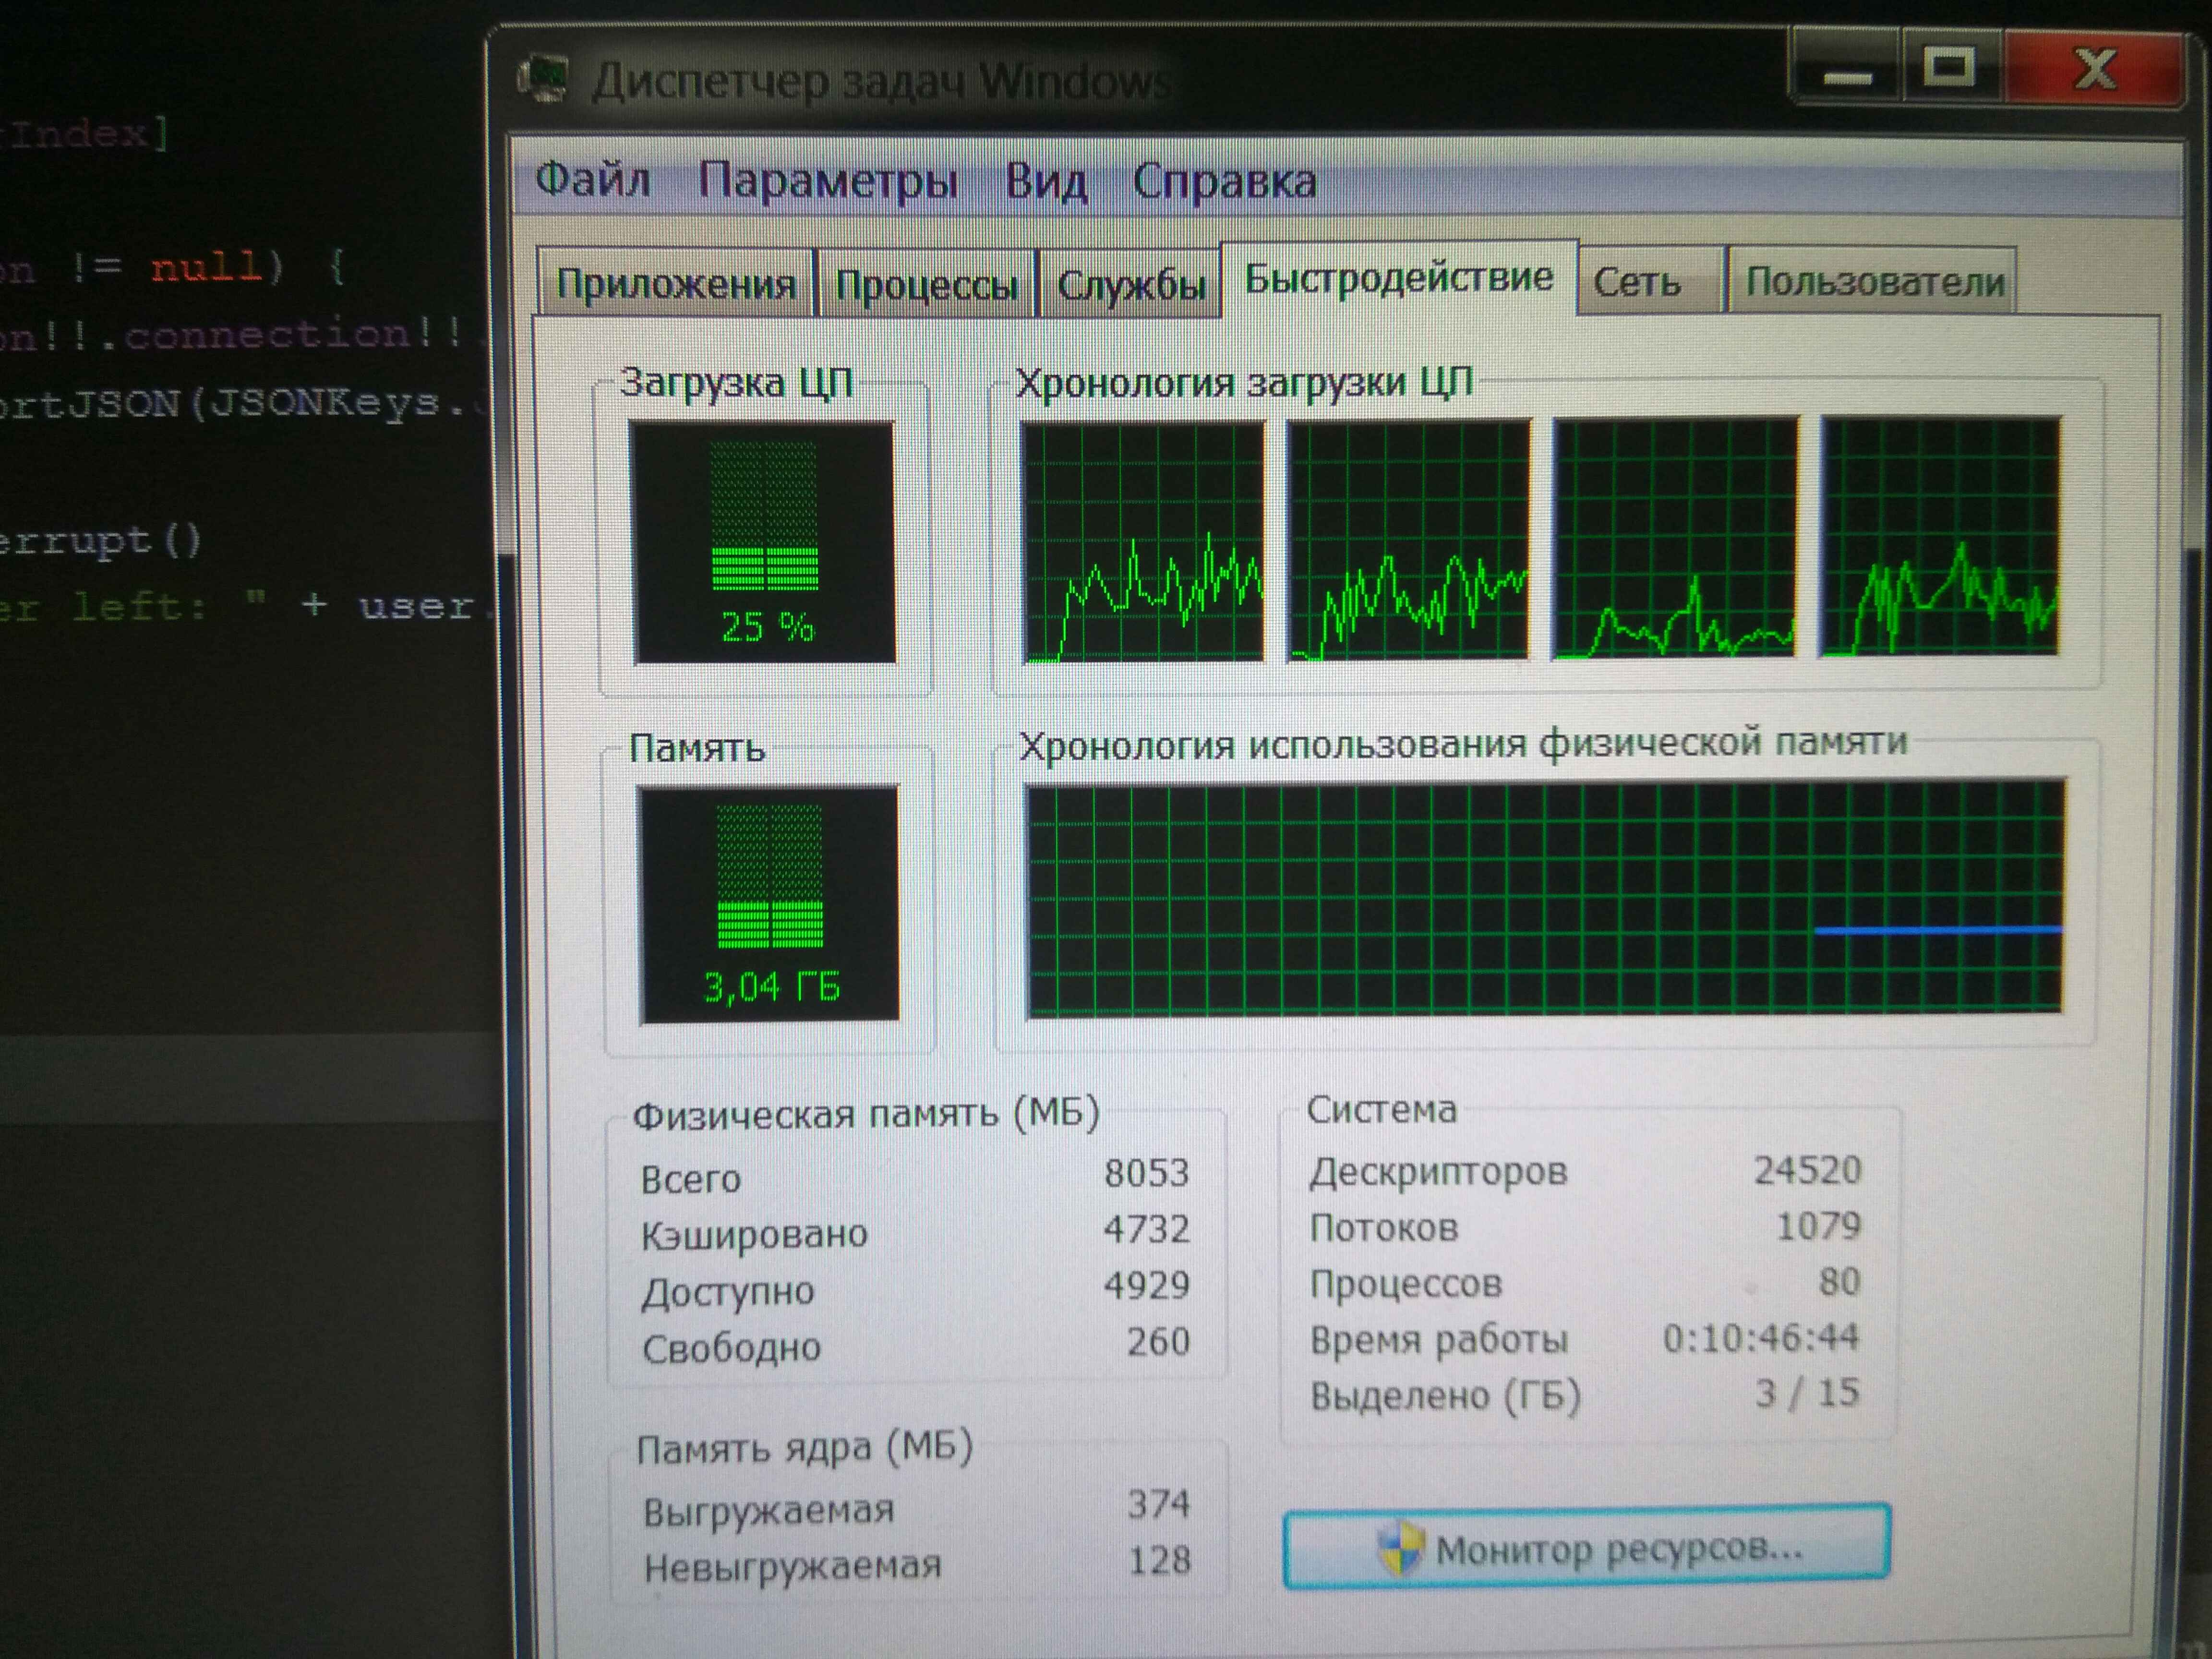 Index]
!= null) {
on!!.connection!!
ortJSON(JSONKeys.
errupt()
er left: " + user.
Диспетчер задач Windows
Файл Параметры Вид Справка
Приложения Процессы Службы Быстродействие Сеть Пользователи
Загрузка ЦП Хронология загрузки ЦП
25 %
Память Хронология использования физической памяти
3,04 ГБ
Физическая память (МБ)
Всего 8053
Кэшировано 4732
Доступно 4929
Свободно 260
Система
Дескрипторов 24520
Потоков 1079
Процессов 80
Время работы 0:10:46:44
Выделено (ГБ) 3 / 15
Память ядра (МБ)
Выгружаемая 374
Невыгружаемая 128
Монитор ресурсов...